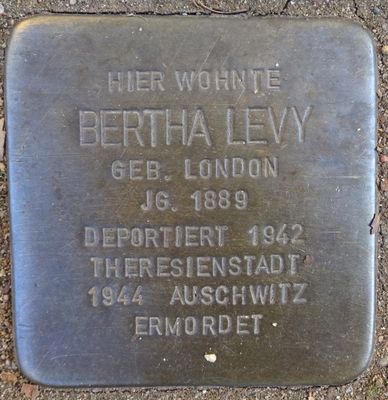 HIER WOHNTE
BERTHA LEVY
GEB. LONDON
JG. 1889
DEPORTIERT 1942
THERESIENSTADT
1944 AUSCHWITZ
ERMORDET